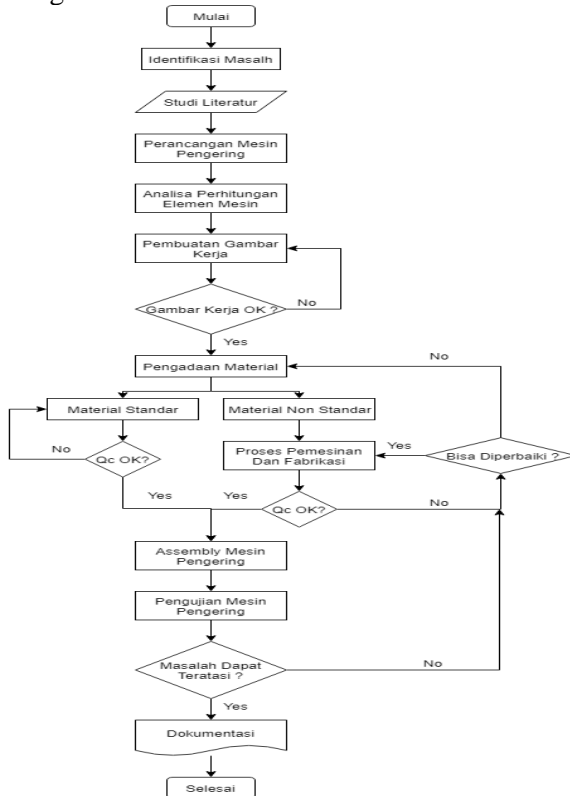 Mulai
Identifikasi Masalh
Studi Literatur
Perancangan Mesin
Pengering
Analisa Perhitungan
Elemen Mesin
Pembuatan Gambar
Kerja
Gambar Kerja OK ?
No
Yes
No
Pengadaan Material
Material Standar
Material Non Standar
No
Qc OK?
Proses Pemesinan
Dan Fabrikasi
Yes
Bisa Diperbaiki ?
Yes
Yes
Qc OK?
No
Assembly Mesin
Pengering
Pengujian Mesin
Pengering
Masalah Dapat
Teratasi ?
No
Yes
Dokumentasi
Selesai